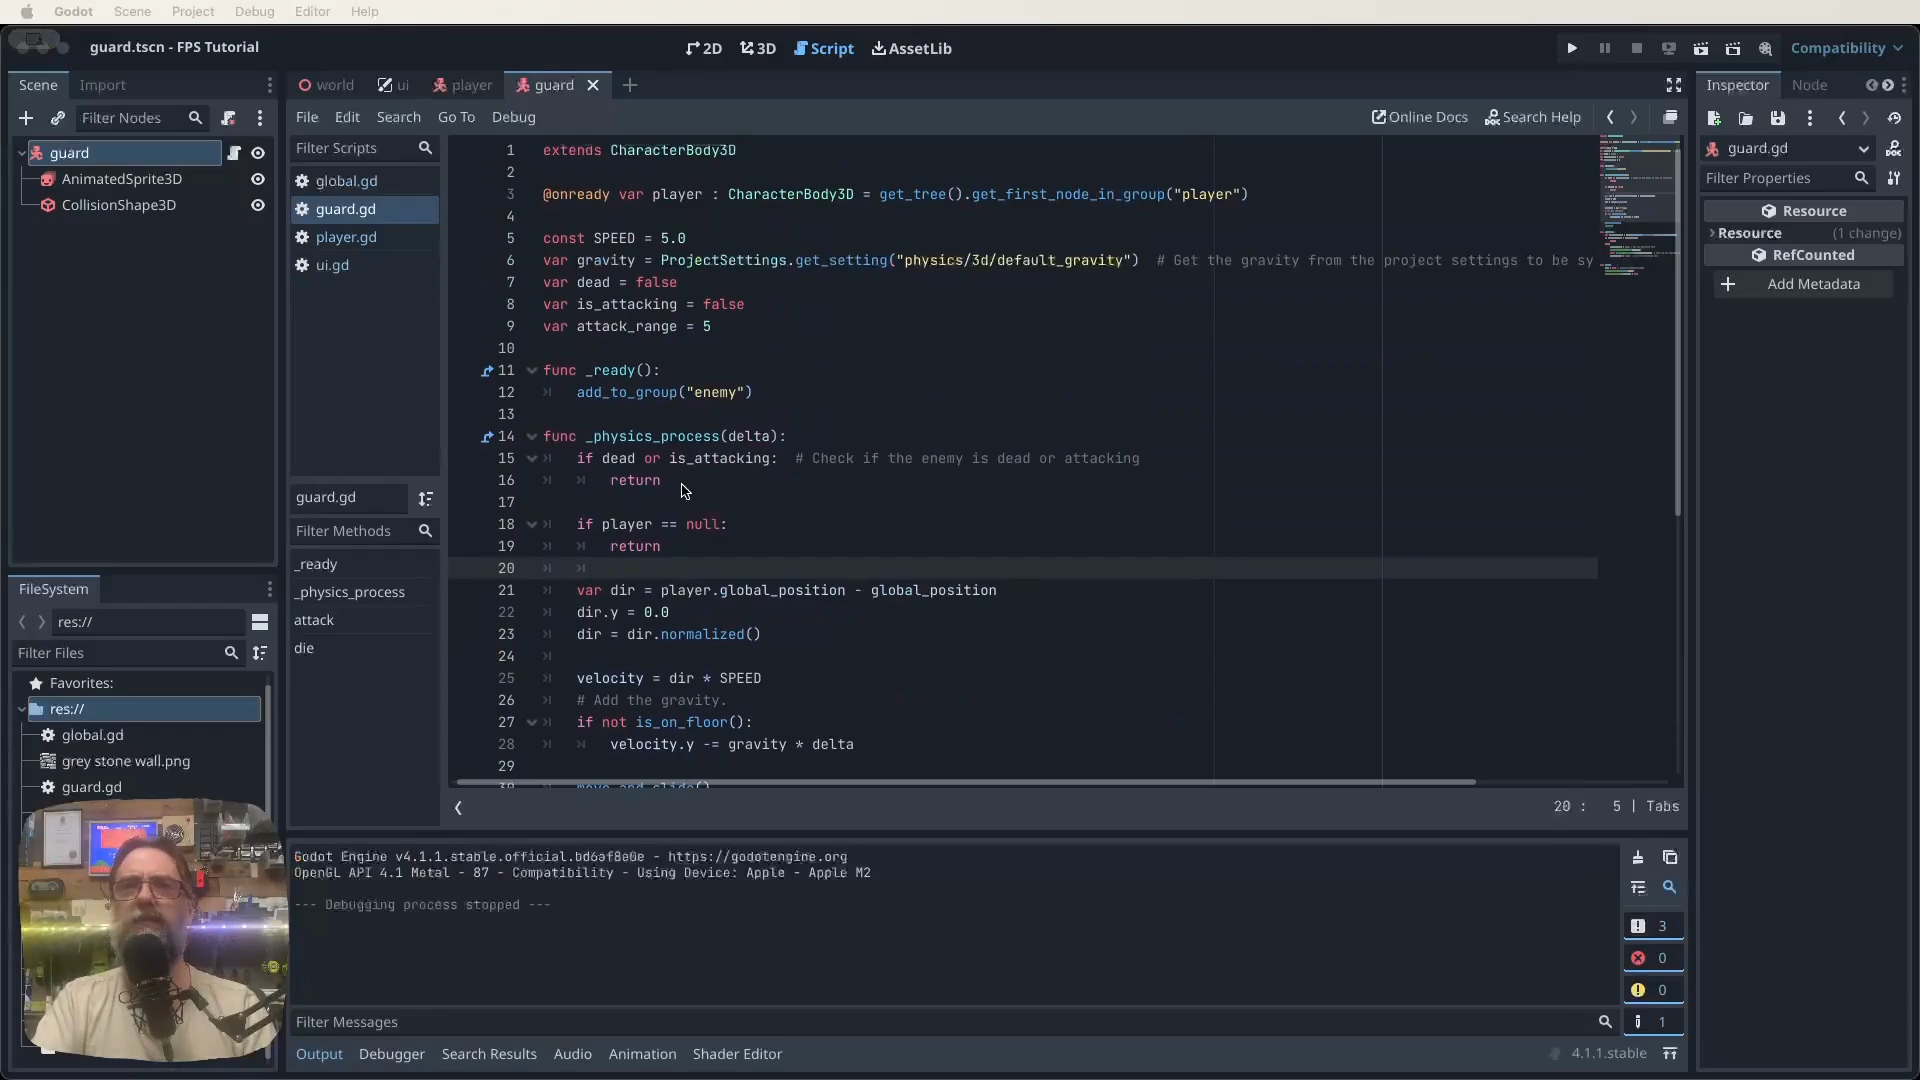 Godot Scene Project Debug Editor Help
guard.tscn - FPS Tutorial
2D 3D Script AssetLib
Compatibility
Scene Import
world ui player guard
Inspector Node
Filter Nodes
File Edit Search Go To Debug
Online Docs Search Help
guard
AnimatedSprite3D
CollisionShape3D
Filter Scripts
global.gd
guard.gd
player.gd
ui.gd
guard.gd
Filter Methods
_ready
_physics_process
attack
die
1 extends CharacterBody3D
2
3 @onready var player : CharacterBody3D = get_tree().get_first_node_in_group("player")
4
5 const SPEED = 5.0
6 var gravity = ProjectSettings.get_setting("physics/3d/default_gravity")  # Get the gravity from the project settings to be sy
7 var dead = false
8 var is_attacking = false
9 var attack_range = 5
10
11 func _ready():
12 add_to_group("enemy")
13
14 func _physics_process(delta):
15 if dead or is_attacking:  # Check if the enemy is dead or attacking
16 return
17
18 if player == null:
19 return
20
21 var dir = player.global_position - global_position
22 dir.y = 0.0
23 dir = dir.normalized()
24
25 velocity = dir * SPEED
26 # Add the gravity.
27 if not is_on_floor():
28 velocity.y -= gravity * delta
29
30 move_and_slide()
20 : 5 | Tabs
guard.gd
Filter Properties
Resource
Resource (1 change)
RefCounted
Add Metadata
FileSystem
res://
Filter Files
Favorites:
res://
global.gd
grey stone wall.png
guard.gd
Godot Engine v4.1.1.stable.official.bd6af8e0e - https://godotengine.org
OpenGL API 4.1 Metal - 87 - Compatibility - Using Device: Apple - Apple M2
--- Debugging process stopped ---
3
0
0
1
Filter Messages
Output Debugger Search Results Audio Animation Shader Editor
4.1.1.stable